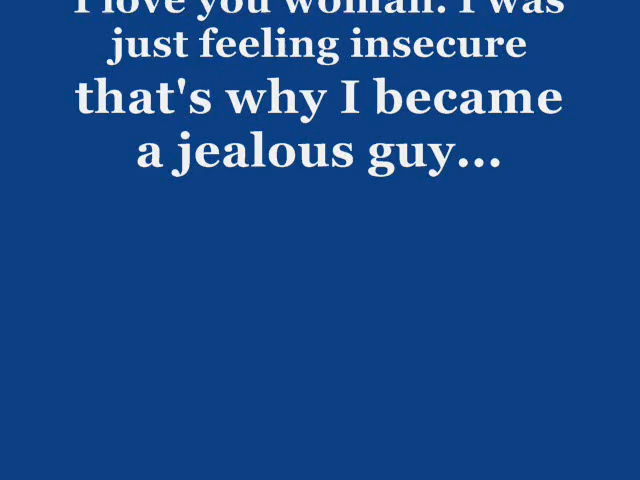 I love you woman. I was
just feeling insecure
that's why I became
a jealous guy...